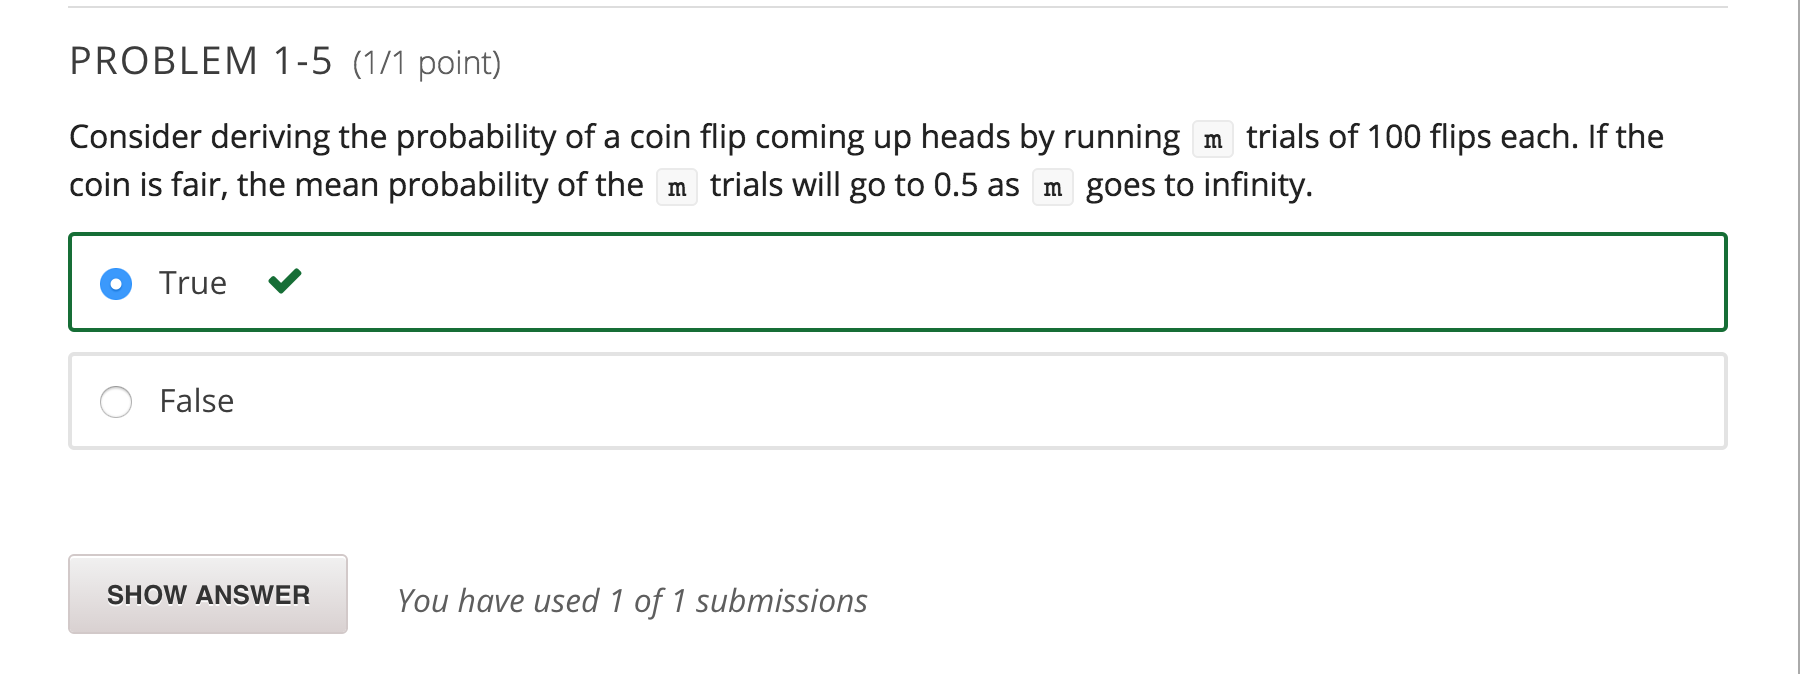 PROBLEM 1-5 (1/1 point)
Consider deriving the probability of a coin flip coming up heads by running m trials of 100 flips each. If the
coin is fair, the mean probability of the m trials will go to 0.5 as m goes to infinity.
True
False
SHOW ANSWER You have used 1 of 1 submissions